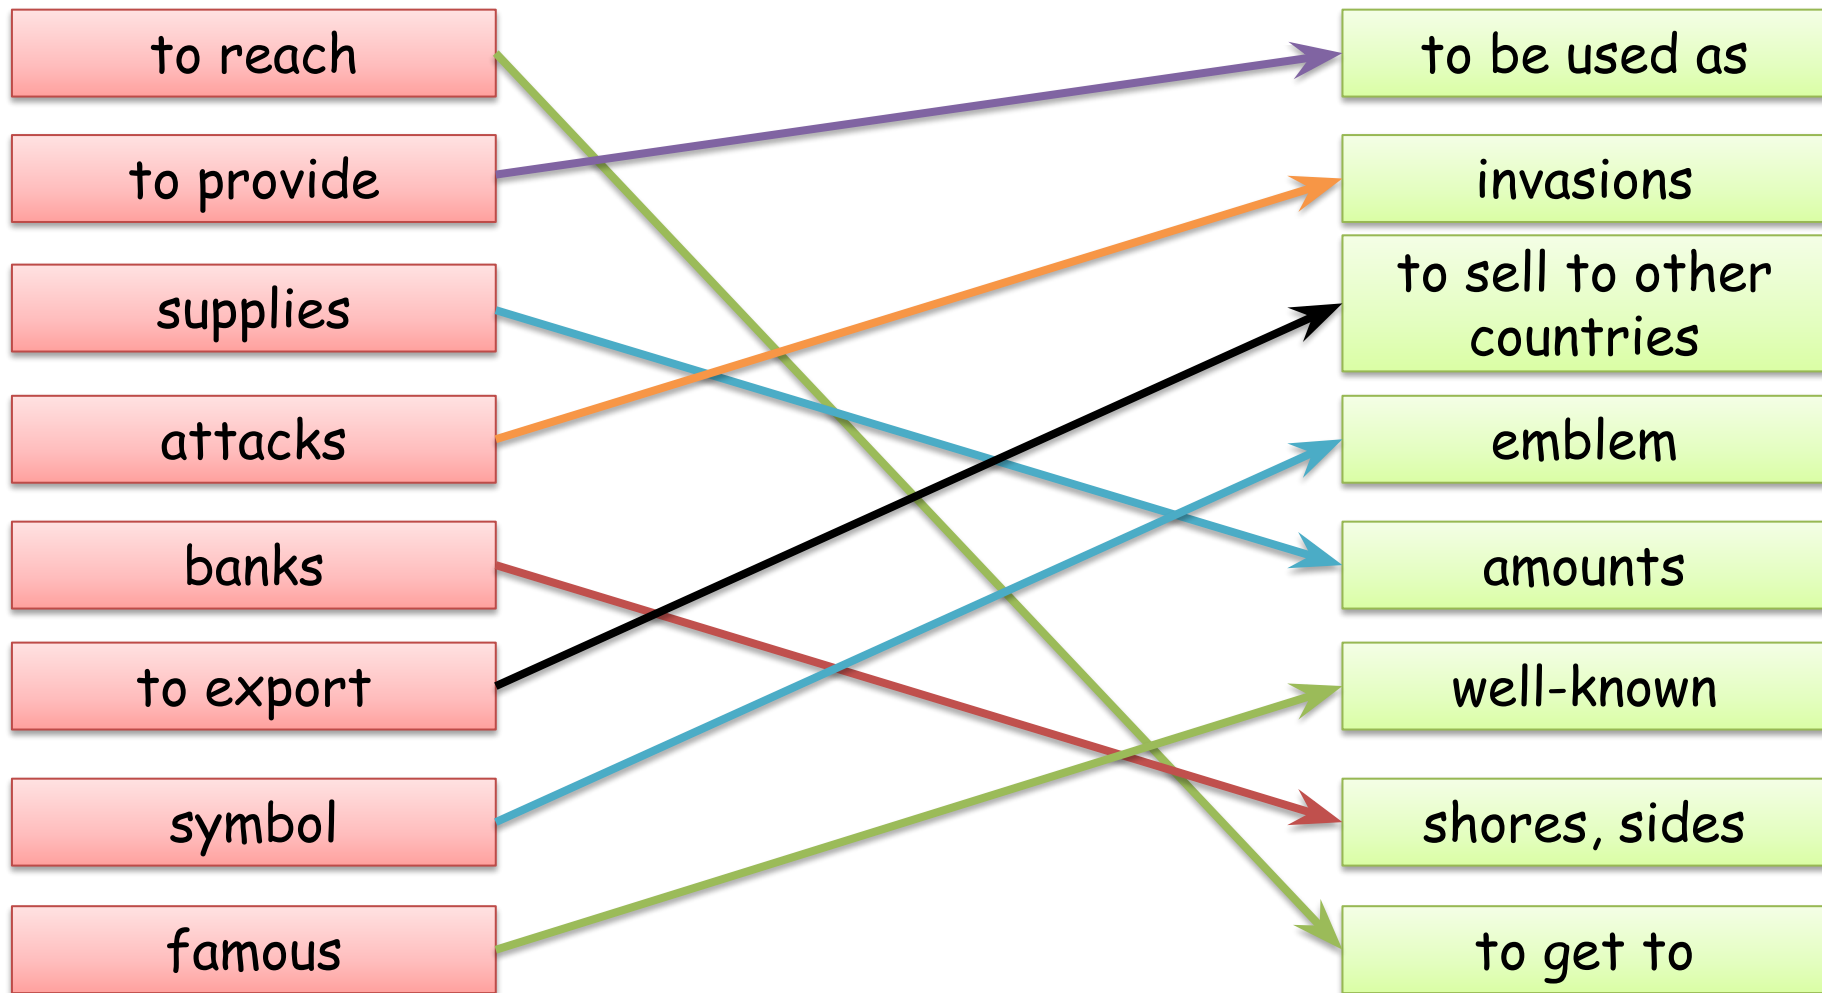 to reach
to provide
supplies
attacks
banks
to export
symbol
famous
to be used as
invasions
to sell to other
countries
emblem
amounts
well-known
shores, sides
to get to